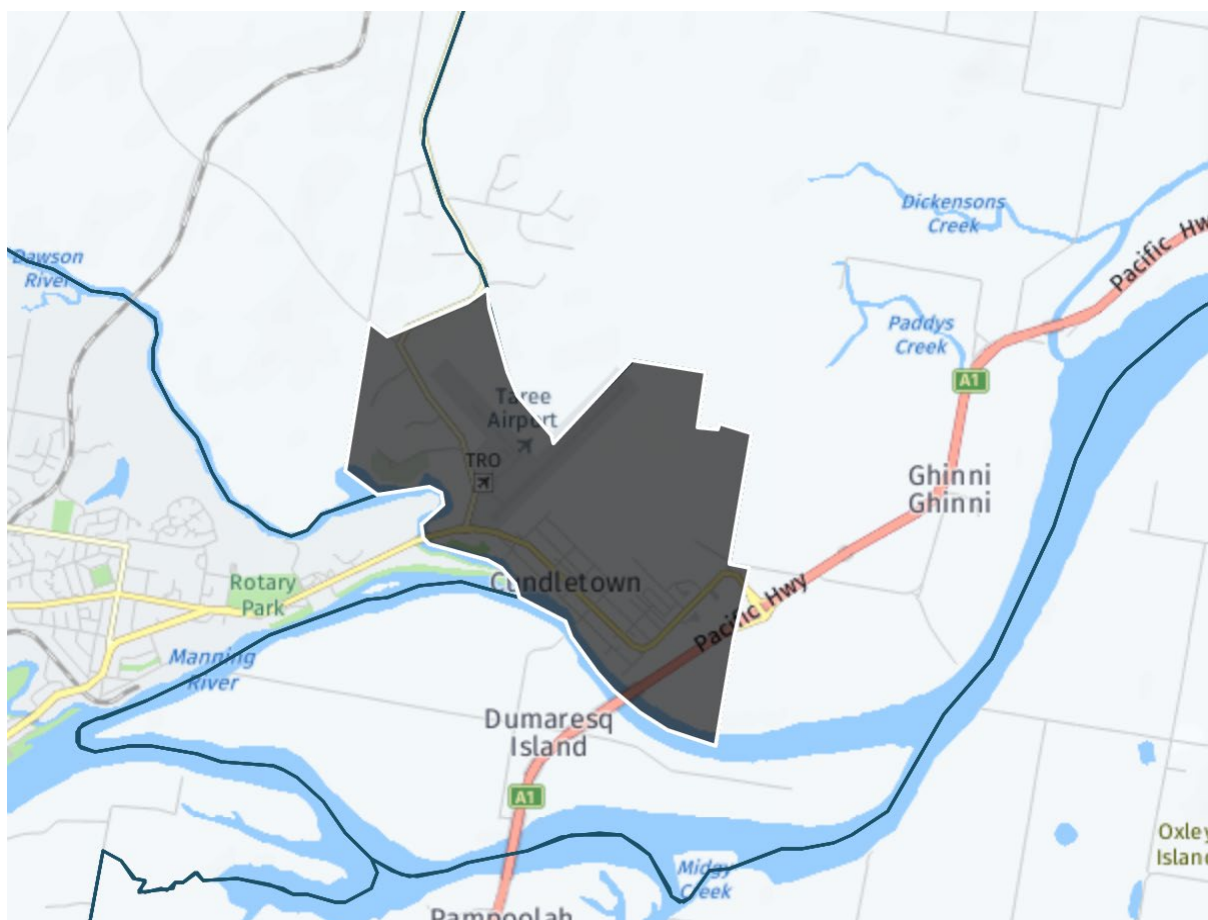 Dickensons
Creek
Pacific Hw
Dawson
River
Paddys
Creek
A1
Taree
Airport
TRO
Ghinni
Ghinni
Rotary
Park
Cundletown
Pacific Hwy
Manning
River
Dumaresq
Island
A1
Oxley
Island
Midgy
Creek
Pampoolah